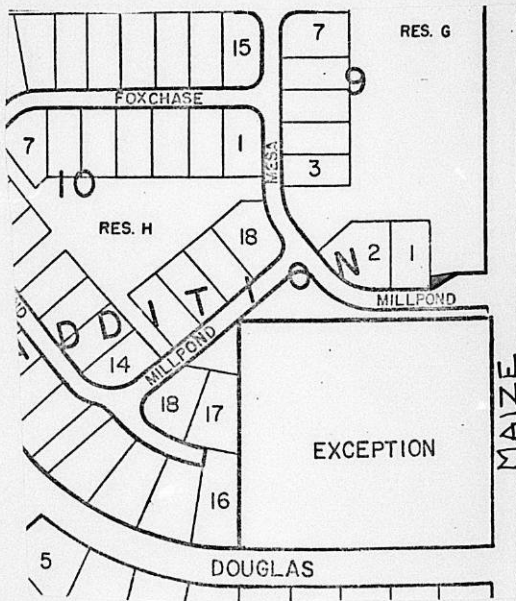 15
7
RES. G
9
FOXCHASE
7
10
1
MESA
3
RES. H
18
2
1
ADDITION
MILLPOND
14
MILLPOND
18
17
EXCEPTION
MAIZE
16
DOUGLAS
5